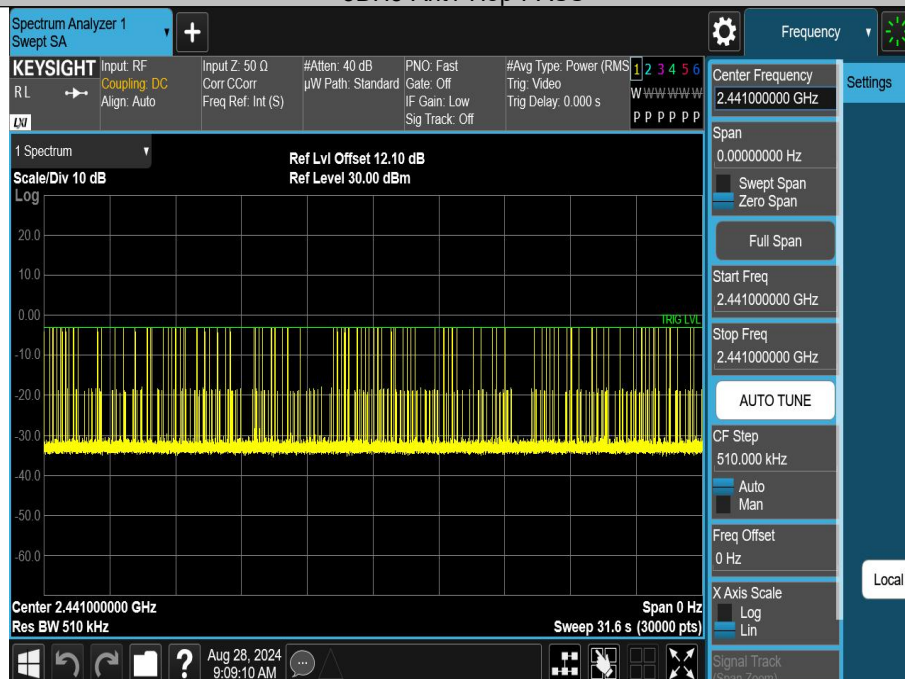 Spectrum Analyzer 1
Swept SA
Frequency
KEYSIGHT
RL
LXI
Input: RF
Coupling: DC
Align: Auto
Input Z: 50 Ω
Corr CCorr
Freq Ref: Int (S)
#Atten: 40 dB
µW Path: Standard
PNO: Fast
Gate: Off
IF Gain: Low
Sig Track: Off
#Avg Type: Power (RMS
Trig: Video
Trig Delay: 0.000 s
1 2 3 4 5 6
W W W W W W
P P P P P P
Center Frequency
2.441000000 GHz
Settings
Span
0.00000000 Hz
Swept Span
Zero Span
Full Span
Start Freq
2.441000000 GHz
Stop Freq
2.441000000 GHz
AUTO TUNE
CF Step
510.000 kHz
Auto
Man
Freq Offset
0 Hz
X Axis Scale
Log
Lin
Signal Track
(Span Zoom)
Local
1 Spectrum
Scale/Div 10 dB
Log
Ref Lvl Offset 12.10 dB
Ref Level 30.00 dBm
20.0
10.0
0.00
-10.0
-20.0
-30.0
-40.0
-50.0
-60.0
TRIG LVL
Center 2.441000000 GHz
Res BW 510 kHz
Span 0 Hz
Sweep 31.6 s (30000 pts)
?
Aug 28, 2024
9:09:10 AM